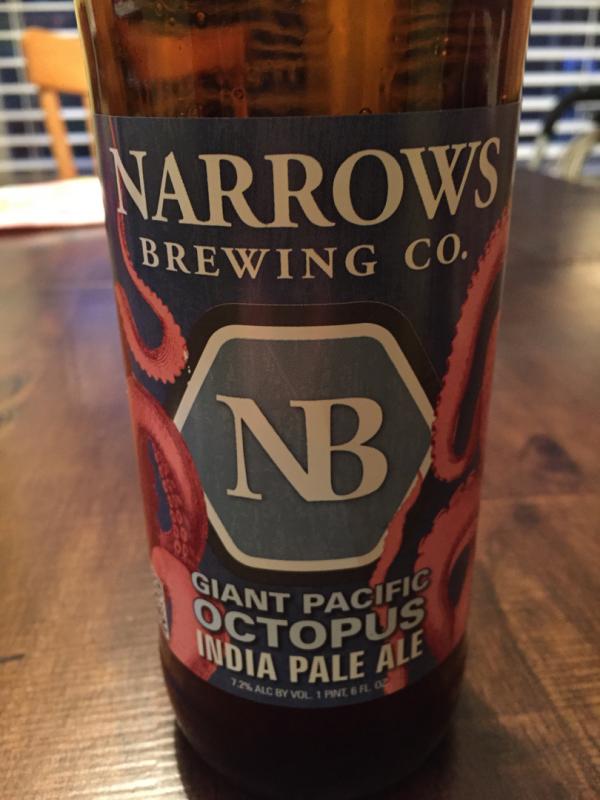 NARROWS
BREWING CO.
NB
GIANT PACIFIC
OCTOPUS
INDIA PALE ALE
7.2% ALC BY VOL. 1 PINT, 6 FL. OZ